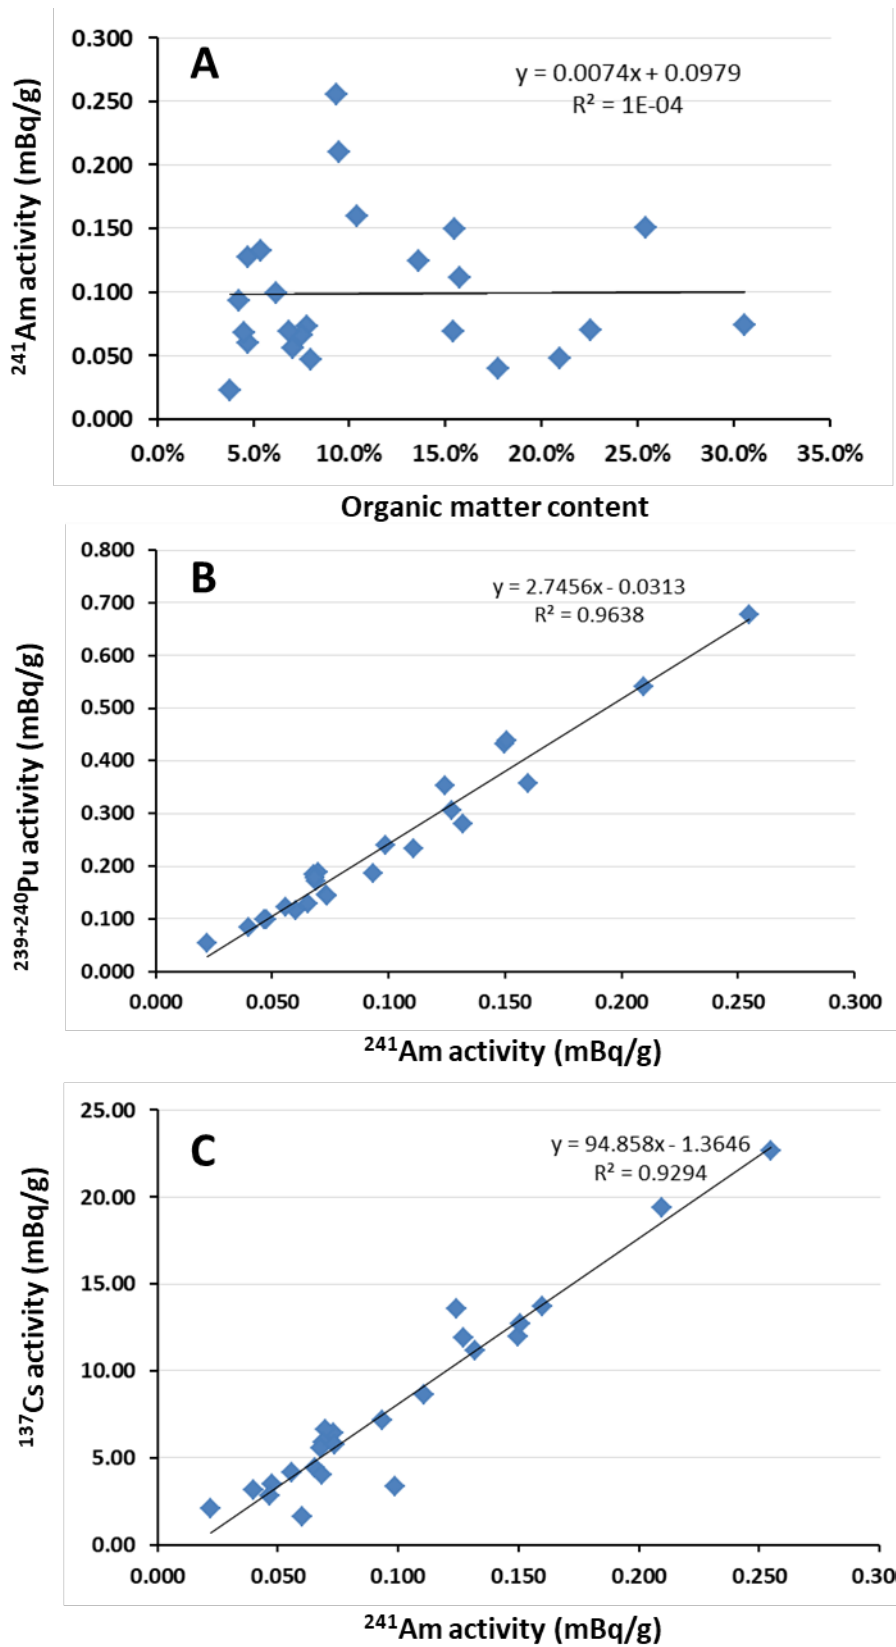 A
y = 0.0074x + 0.0979
R² = 1E-04
²⁴¹Am activity (mBq/g)
0.300
0.250
0.200
0.150
0.100
0.050
0.000
0.0% 5.0% 10.0% 15.0% 20.0% 25.0% 30.0% 35.0%
Organic matter content
B
y = 2.7456x - 0.0313
R² = 0.9638
²³⁹⁺²⁴⁰Pu activity (mBq/g)
0.800
0.700
0.600
0.500
0.400
0.300
0.200
0.100
0.000
0.000 0.050 0.100 0.150 0.200 0.250 0.300
²⁴¹Am activity (mBq/g)
C
y = 94.858x - 1.3646
R² = 0.9294
¹³⁷Cs activity (mBq/g)
25.00
20.00
15.00
10.00
5.00
0.00
0.000 0.050 0.100 0.150 0.200 0.250 0.30
²⁴¹Am activity (mBq/g)